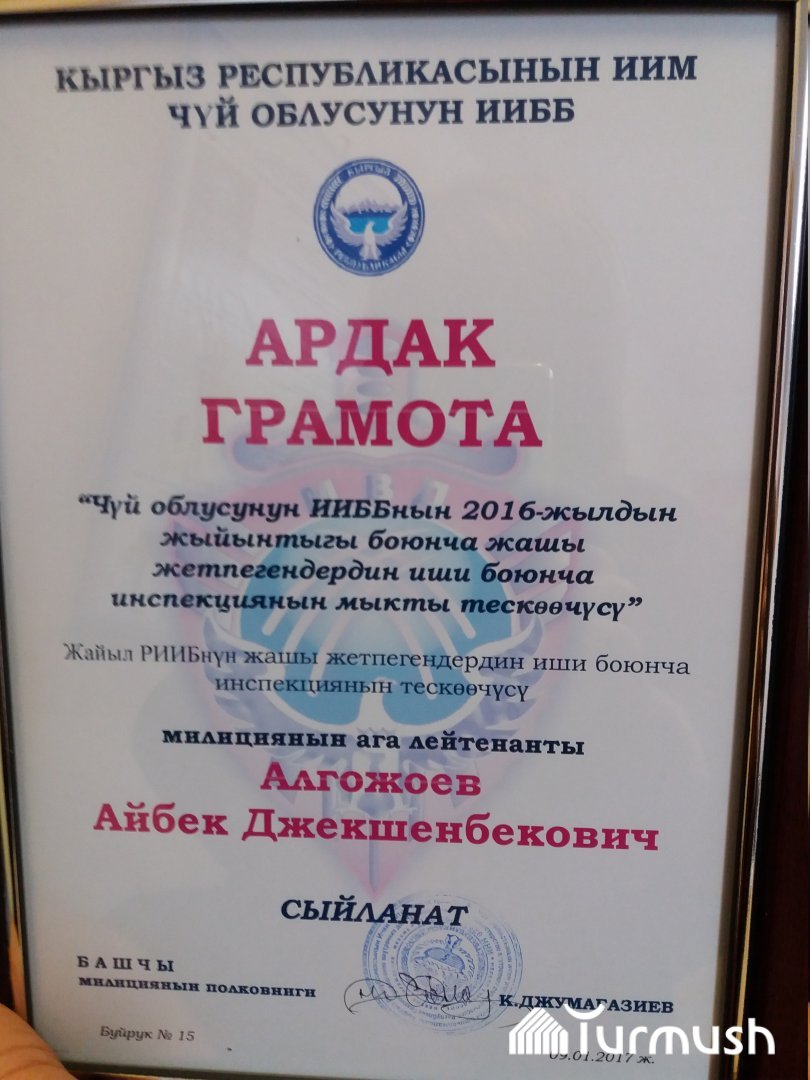 КЫРГЫЗ РЕСПУБЛИКАСЫНЫН ИИМ
ЧҮЙ ОБЛУСУНУН ИИББ
КЫРГЫЗ
РЕСПУБЛИКАСЫ
АРДАК
ГРАМОТА
“Чүй облусунун ИИББнын 2016-жылдын
жыйынтыгы боюнча жашы
жетпегендердин иши боюнча
инспекциянын мыкты тескөөчүсү”
Жайыл РИИБнүн жашы жетпегендердин иши боюнча
инспекциянын тескөөчүсү
милициянын ага лейтенанты
Алгожоев
Айбек Джекшенбекович
СЫЙЛАНАТ
БАШЧЫ
милициянын полковниги
К.ДЖУМАГАЗИЕВ
Буйрук № 15
09.01.2017 ж.
Turmush